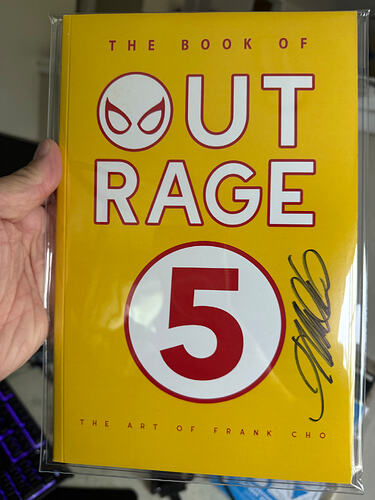 THE BOOK OF
OUT
RAGE
5
THE ART OF FRANK CHO